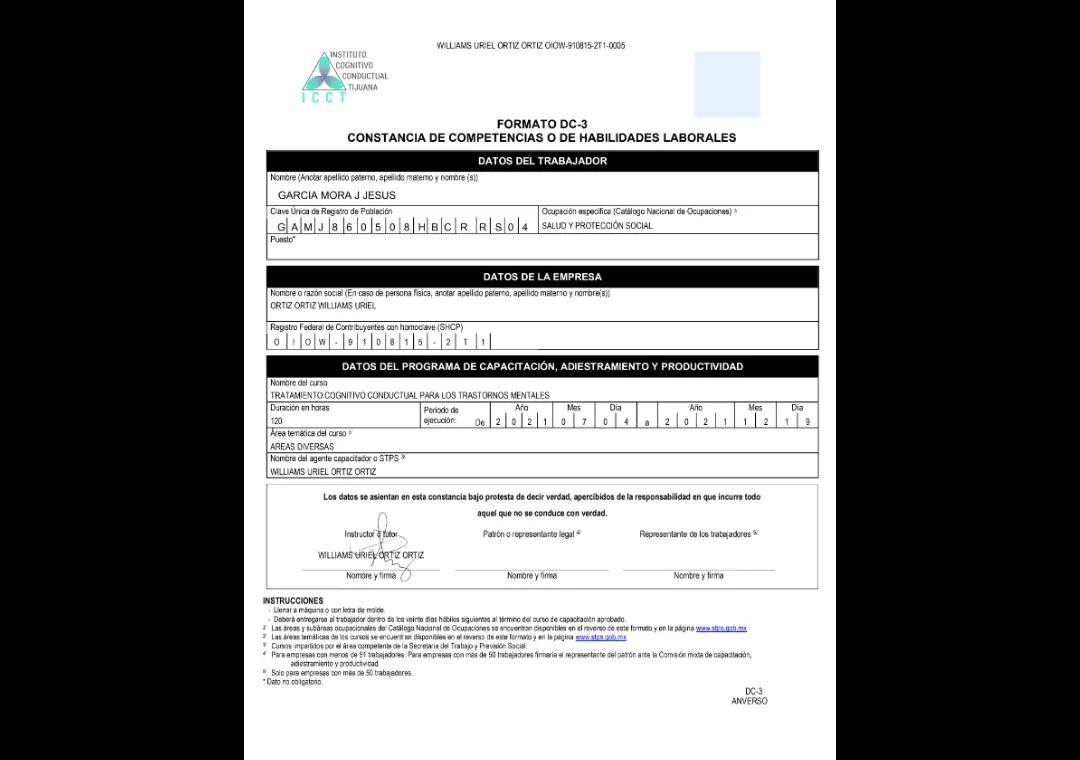 WILLIAMS URIEL ORTIZ ORTIZ OIOW-910815-2T1-0005
INSTITUTO
COGNITIVO
CONDUCTUAL
TIJUANA
ICCT
FORMATO DC-3
CONSTANCIA DE COMPETENCIAS O DE HABILIDADES LABORALES
DATOS DEL TRABAJADOR
Nombre (Anotar apellido paterno, apellido materno y nombre (s))
GARCIA MORA J JESUS
Clave Única de Registro de Población
Ocupación específica (Catálogo Nacional de Ocupaciones) 1/
G A M J 8 6 0 5 0 8 H B C R R S 0 4
SALUD Y PROTECCIÓN SOCIAL
Puesto*
DATOS DE LA EMPRESA
Nombre o razón social (En caso de persona física, anotar apellido paterno, apellido materno y nombre(s))
ORTIZ ORTIZ WILLIAMS URIEL
Registro Federal de Contribuyentes con homoclave (SHCP)
O I O W - 9 1 0 8 1 5 - 2 T 1
DATOS DEL PROGRAMA DE CAPACITACIÓN, ADIESTRAMIENTO Y PRODUCTIVIDAD
Nombre del curso
TRATAMIENTO COGNITIVO CONDUCTUAL PARA LOS TRASTORNOS MENTALES
Duración en horas
120
Periodo de
ejecución:
Año Mes Día Año Mes Día
De 2 0 2 1 0 7 0 4 a 2 0 2 1 1 2 1 9
Área temática del curso 2/
AREAS DIVERSAS
Nombre del agente capacitador o STPS 3/
WILLIAMS URIEL ORTIZ ORTIZ
Los datos se asientan en esta constancia bajo protesta de decir verdad, apercibidos de la responsabilidad en que incurre todo
aquel que no se conduce con verdad.
Instructor o tutor
Patrón o representante legal 4/
Representante de los trabajadores 5/
WILLIAMS URIEL ORTIZ ORTIZ
Nombre y firma
Nombre y firma
Nombre y firma
INSTRUCCIONES
- Llenar a máquina o con letra de molde.
- Deberá entregarse al trabajador dentro de los veinte días hábiles siguientes al término del curso de capacitación aprobado.
1/ Las áreas y subáreas ocupacionales del Catálogo Nacional de Ocupaciones se encuentran disponibles en el reverso de este formato y en la página www.stps.gob.mx
2/ Las áreas temáticas de los cursos se encuentran disponibles en el reverso de este formato y en la página www.stps.gob.mx
3/ Cursos impartidos por el área competente de la Secretaría del Trabajo y Previsión Social.
4/ Para empresas con menos de 51 trabajadores. Para empresas con más de 50 trabajadores firmaría el representante del patrón ante la Comisión mixta de capacitación,
adiestramiento y productividad.
5/ Solo para empresas con más de 50 trabajadores.
* Dato no obligatorio.
DC-3
ANVERSO